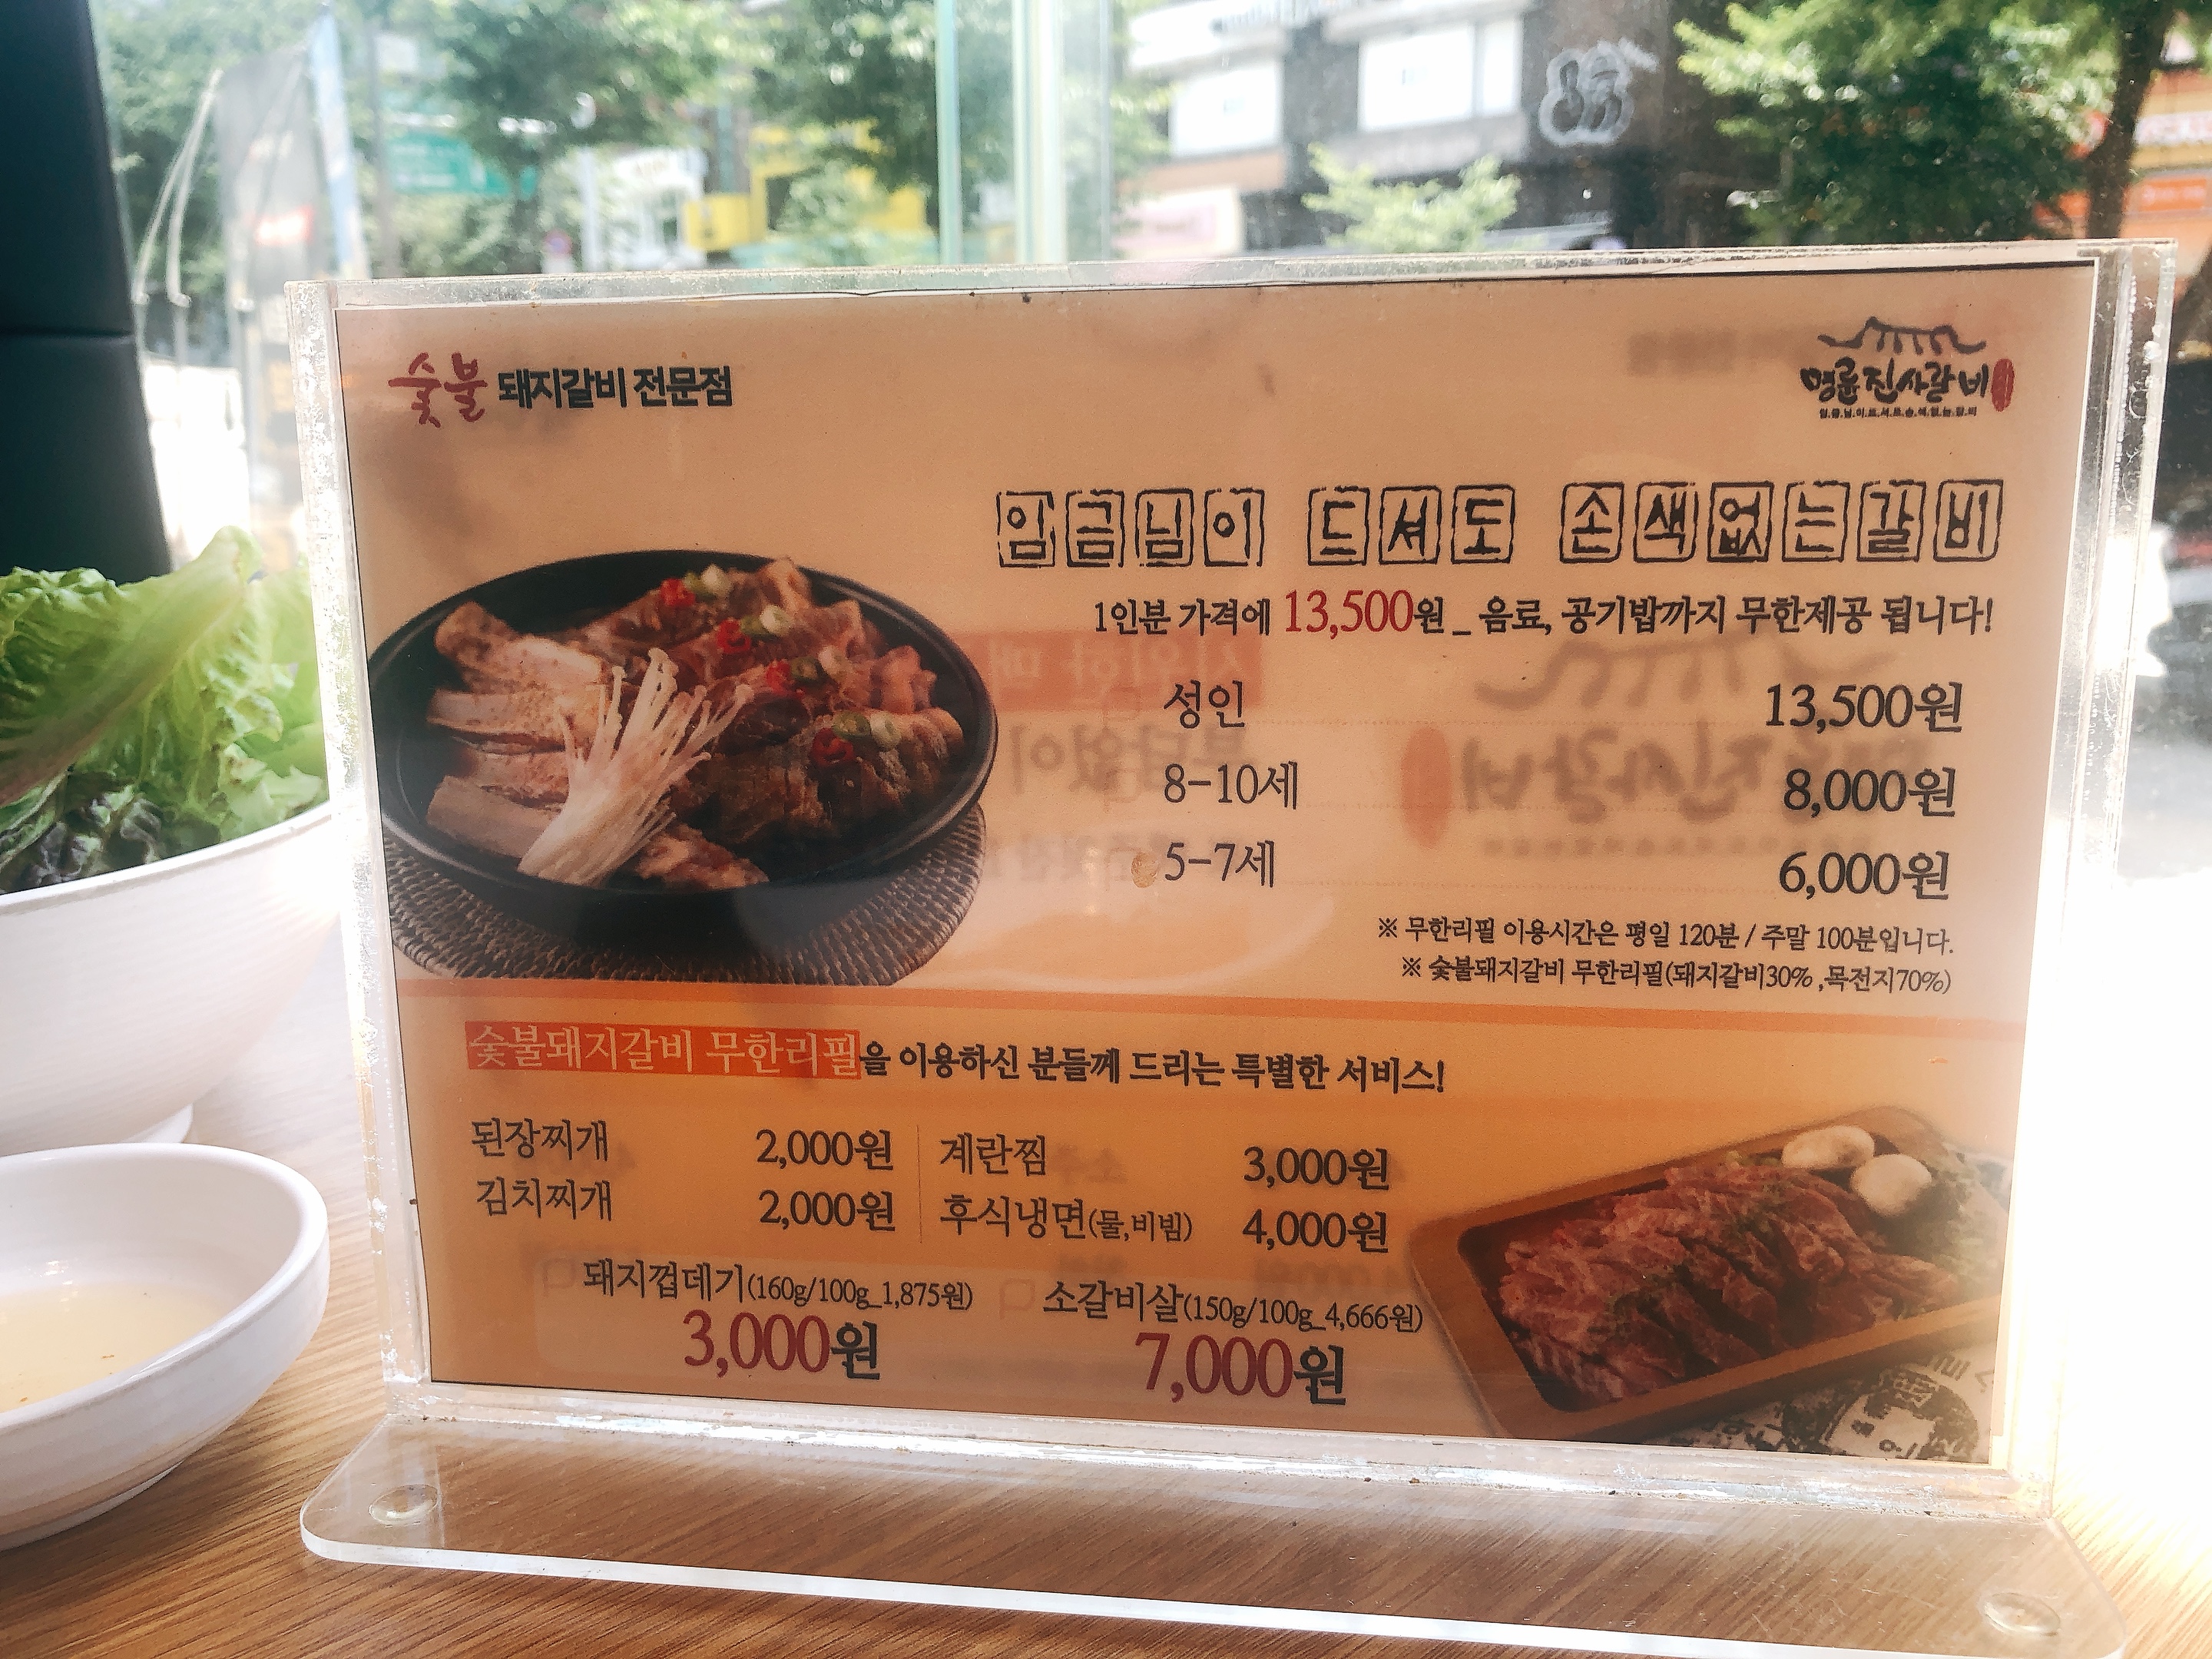 숯불 돼지갈비 전문점
명륜진사갈비
임금님이 드셔도 손색없는갈비
1인분 가격에 13,500원_ 음료, 공기밥까지 무한제공 됩니다!
성인 13,500원
8-10세 8,000원
5-7세 6,000원
※ 무한리필 이용시간은 평일 120분 / 주말 100분입니다.
※ 숯불돼지갈비 무한리필(돼지갈비30% ,목전지70%)
숯불돼지갈비 무한리필을 이용하신 분들께 드리는 특별한 서비스!
된장찌개 2,000원 계란찜 3,000원
김치찌개 2,000원 후식냉면(물,비빔) 4,000원
돼지껍데기(160g/100g_1,875원) 소갈비살(150g/100g_4,666원)
3,000원 7,000원